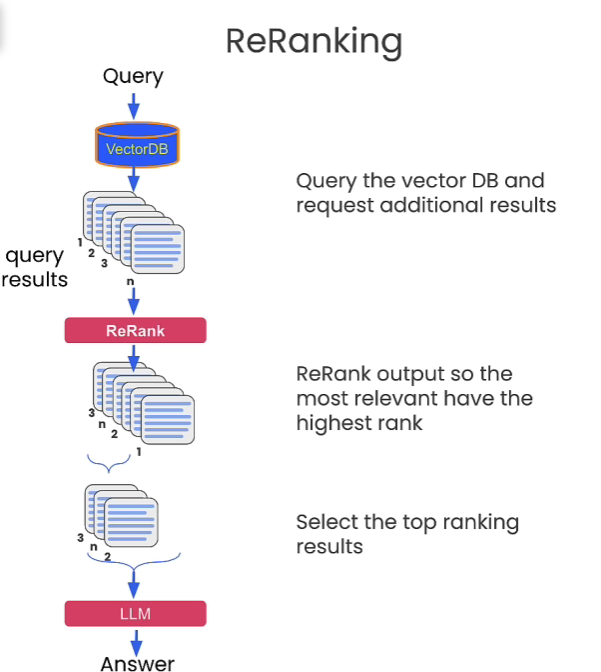 ReRanking
Query
VectorDB
Query the vector DB and
request additional results
1
2
3
n
query
results
ReRank
ReRank output so the
most relevant have the
highest rank
3
n
2
1
Select the top ranking
results
3
n
2
LLM
Answer